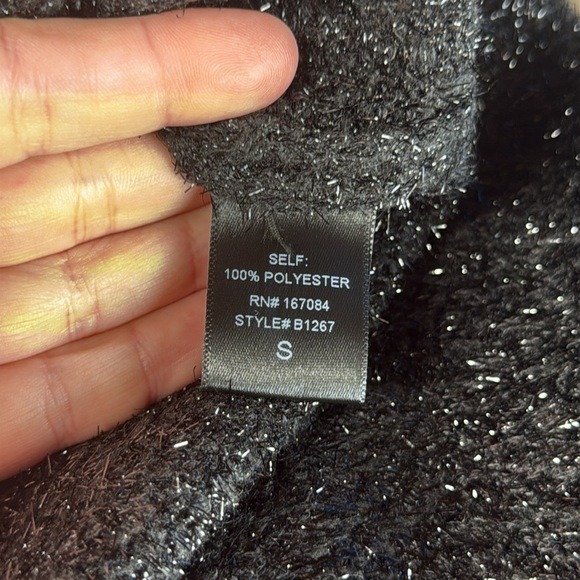 SELF:
100% POLYESTER
RN# 167084
STYLE# B1267
S